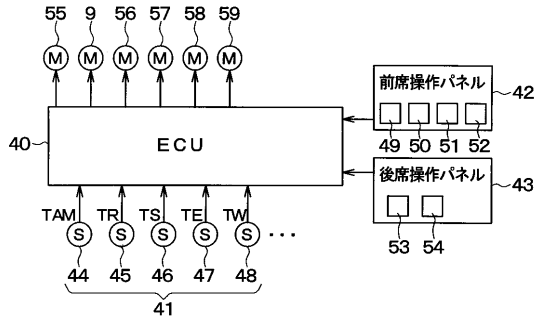 55 9 56 57 58 59
M M M M M M
前席操作パネル
42
49 50 51 52
40
ECU
後席操作パネル
43
53 54
TAM TR TS TE TW
S S S S S ・・・
44 45 46 47 48
41